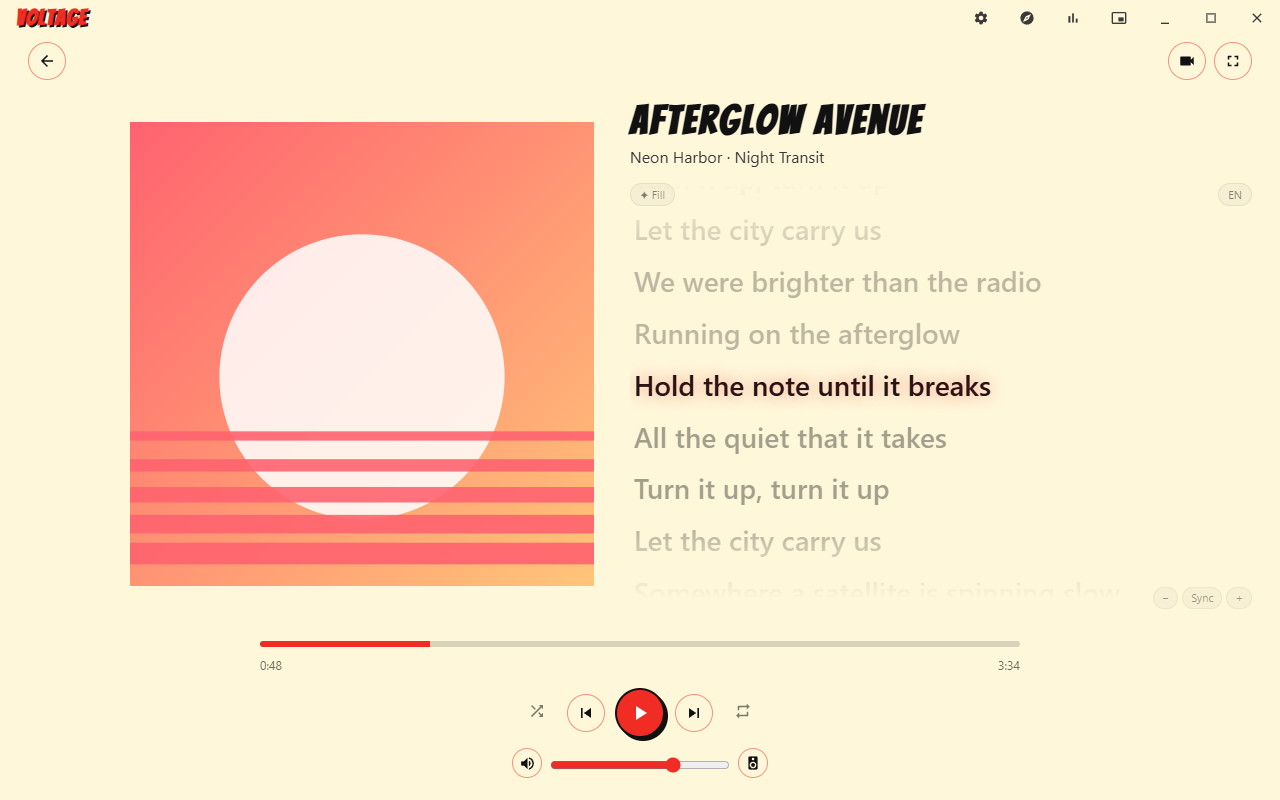 VOLTAGE
AFTERGLOW AVENUE
Neon Harbor · Night Transit
✦ Fill
EN
Let the city carry us
We were brighter than the radio
Running on the afterglow
Hold the note until it breaks
All the quiet that it takes
Turn it up, turn it up
Let the city carry us
Somewhere a satellite is spinning slow
− Sync +
0:48
3:34